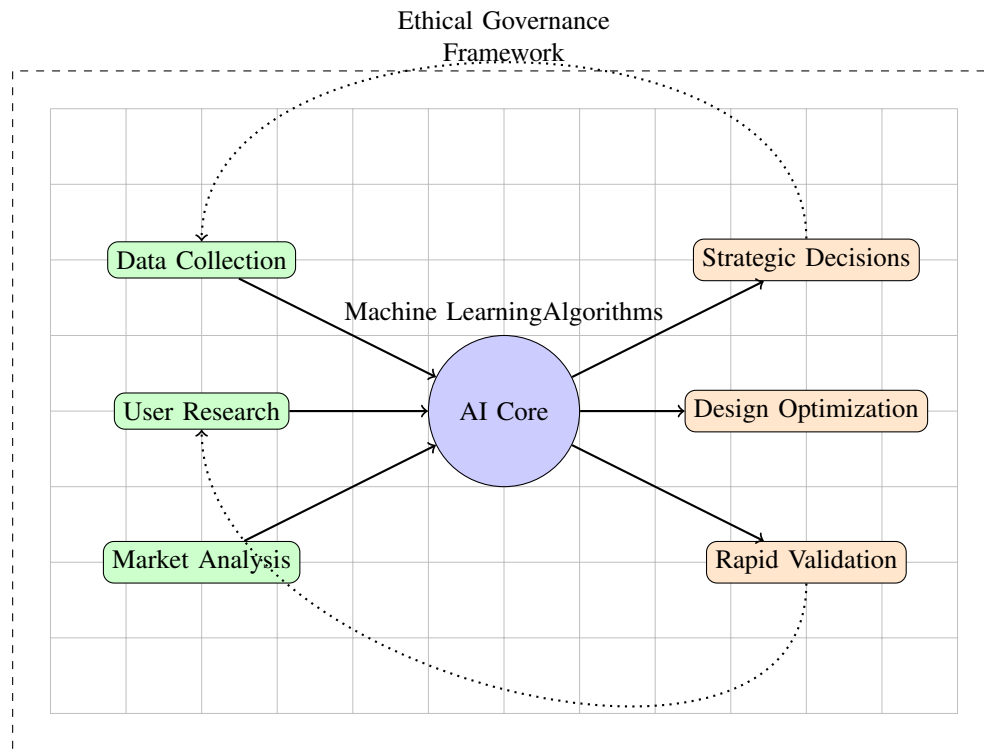 Ethical Governance
Framework
Data Collection
Strategic Decisions
Machine LearningAlgorithms
User Research
AI Core
Design Optimization
Market Analysis
Rapid Validation